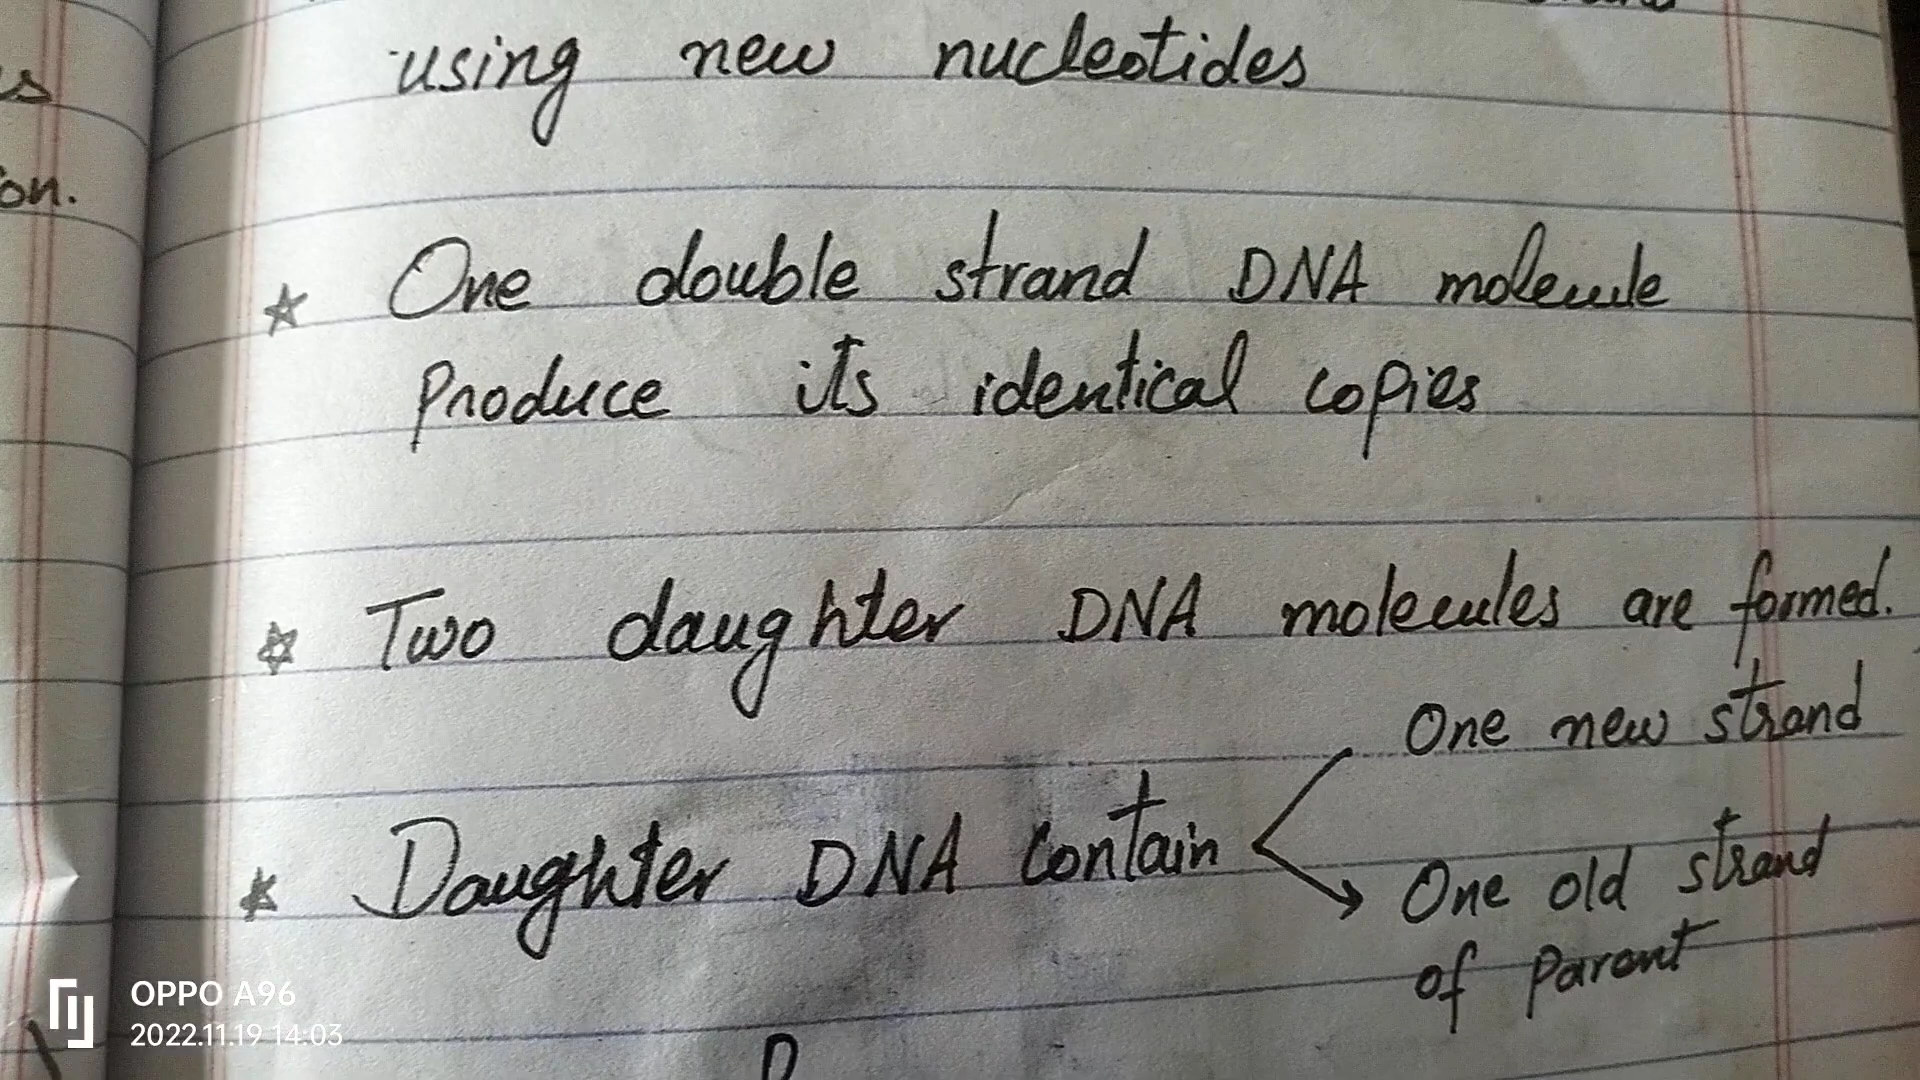 using new nucleotides
on.
★ One double strand DNA molecule
Produce its identical copies
☆ Two daughter DNA molecules are formed.
One new strand
★ Daughter DNA contain
One old strand
of Parent
OPPO A96
2022.11.19 14:03